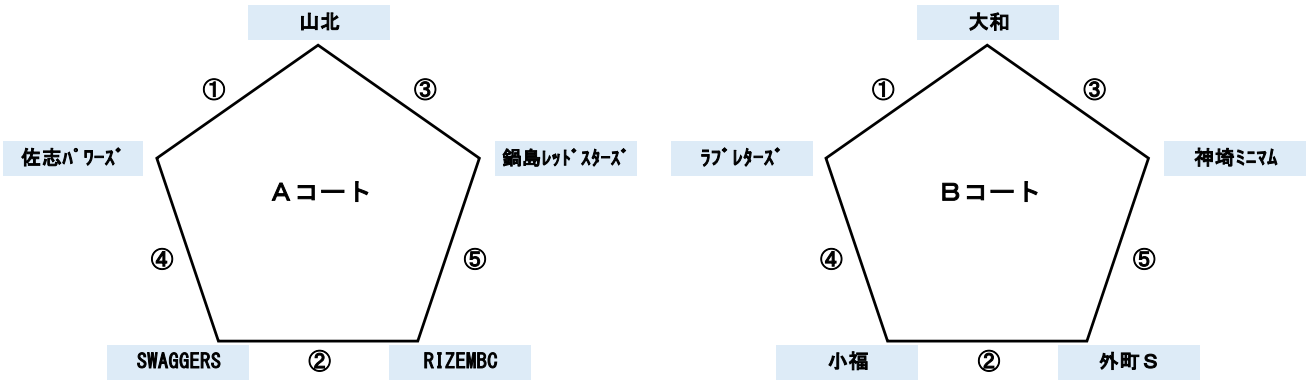 山北
①
③
佐志ﾊﾟﾜｰｽﾞ
鍋島ﾚｯﾄﾞｽﾀｰｽﾞ
Ａコート
④
⑤
SWAGGERS
②
RIZEMBC
大和
①
③
ﾗﾌﾞﾚﾀｰｽﾞ
神埼ﾐﾆﾏﾑ
Ｂコート
④
⑤
小福
②
外町Ｓ